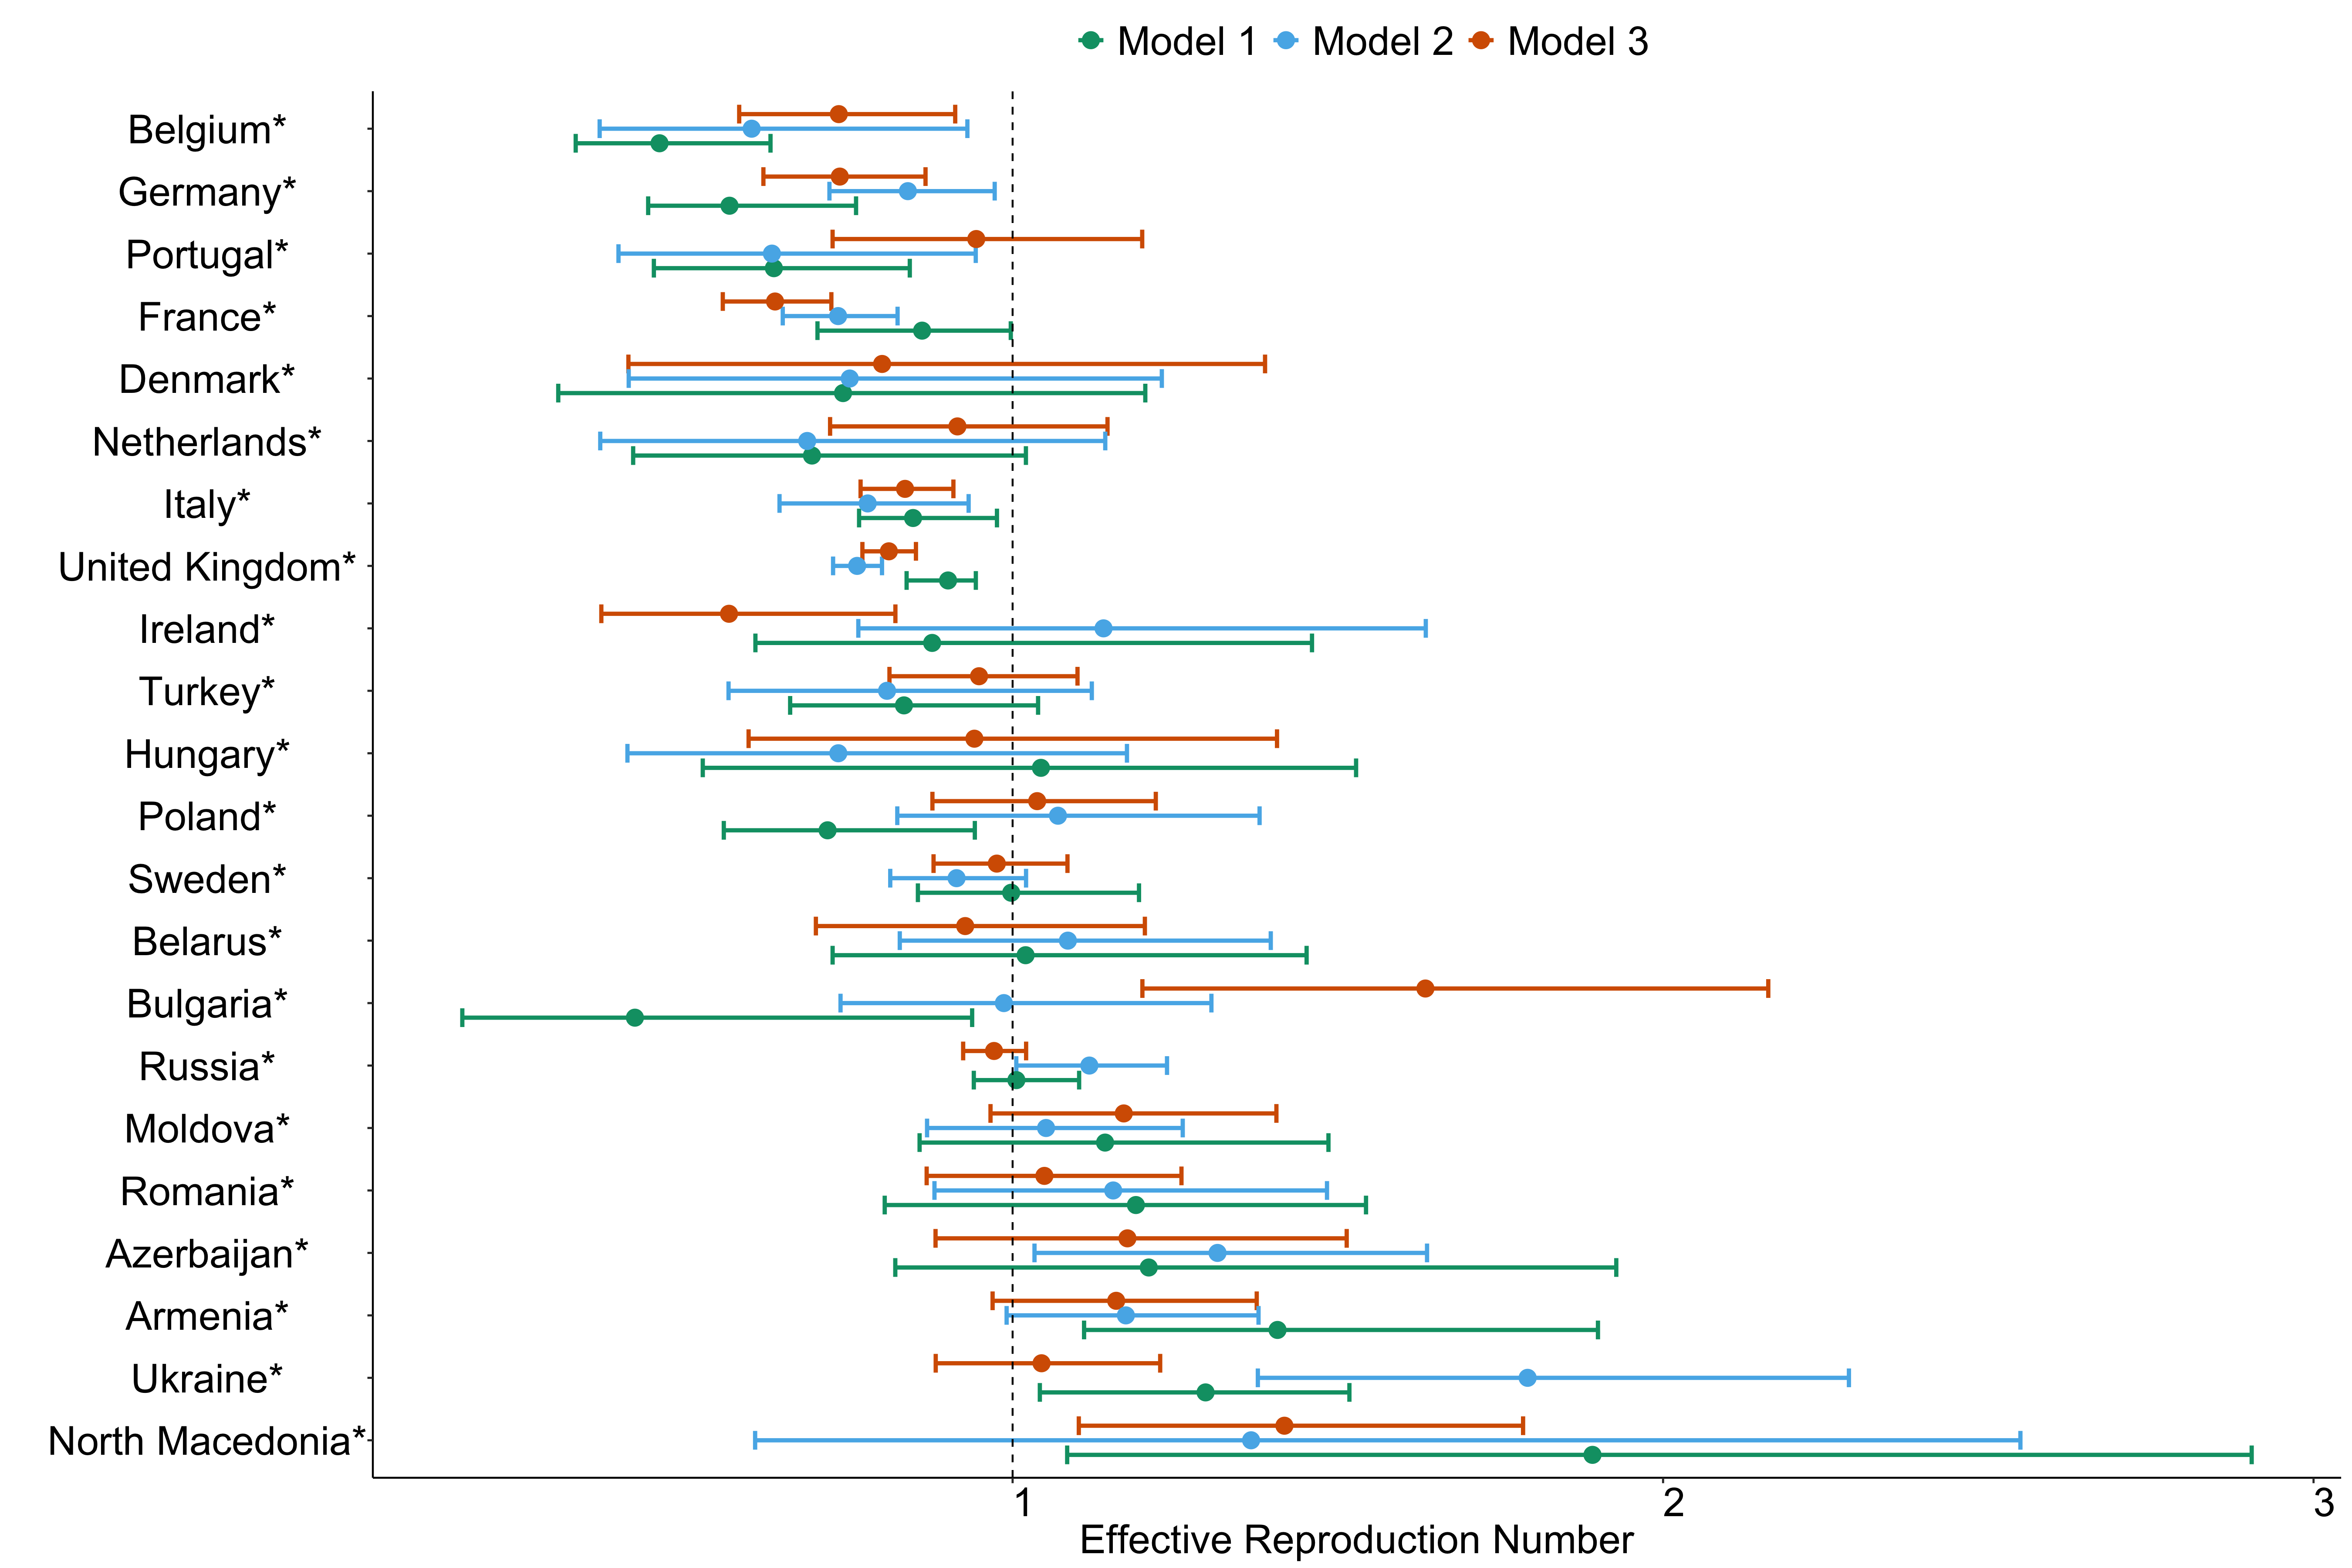 Model 1 Model 2 Model 3
Belgium*
Germany*
Portugal*
France*
Denmark*
Netherlands*
Italy*
United Kingdom*
Ireland*
Turkey*
Hungary*
Poland*
Sweden*
Belarus*
Bulgaria*
Russia*
Moldova*
Romania*
Azerbaijan*
Armenia*
Ukraine*
North Macedonia*
1 2 3
Effective Reproduction Number